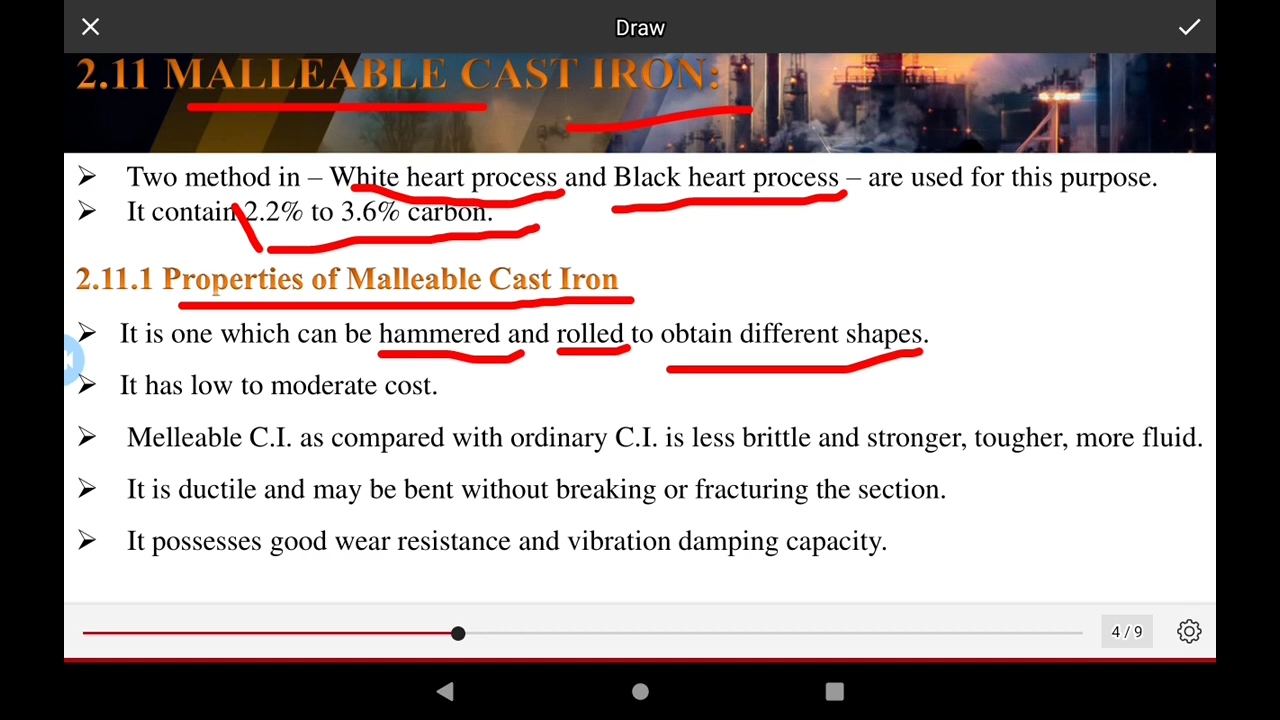 Draw
2.11 MALLEABLE CAST IRON:
➢ Two method in – White heart process and Black heart process – are used for this purpose.
➢ It contain 2.2% to 3.6% carbon.
2.11.1 Properties of Malleable Cast Iron
➢ It is one which can be hammered and rolled to obtain different shapes.
➢ It has low to moderate cost.
➢ Melleable C.I. as compared with ordinary C.I. is less brittle and stronger, tougher, more fluid.
➢ It is ductile and may be bent without breaking or fracturing the section.
➢ It possesses good wear resistance and vibration damping capacity.
4 / 9